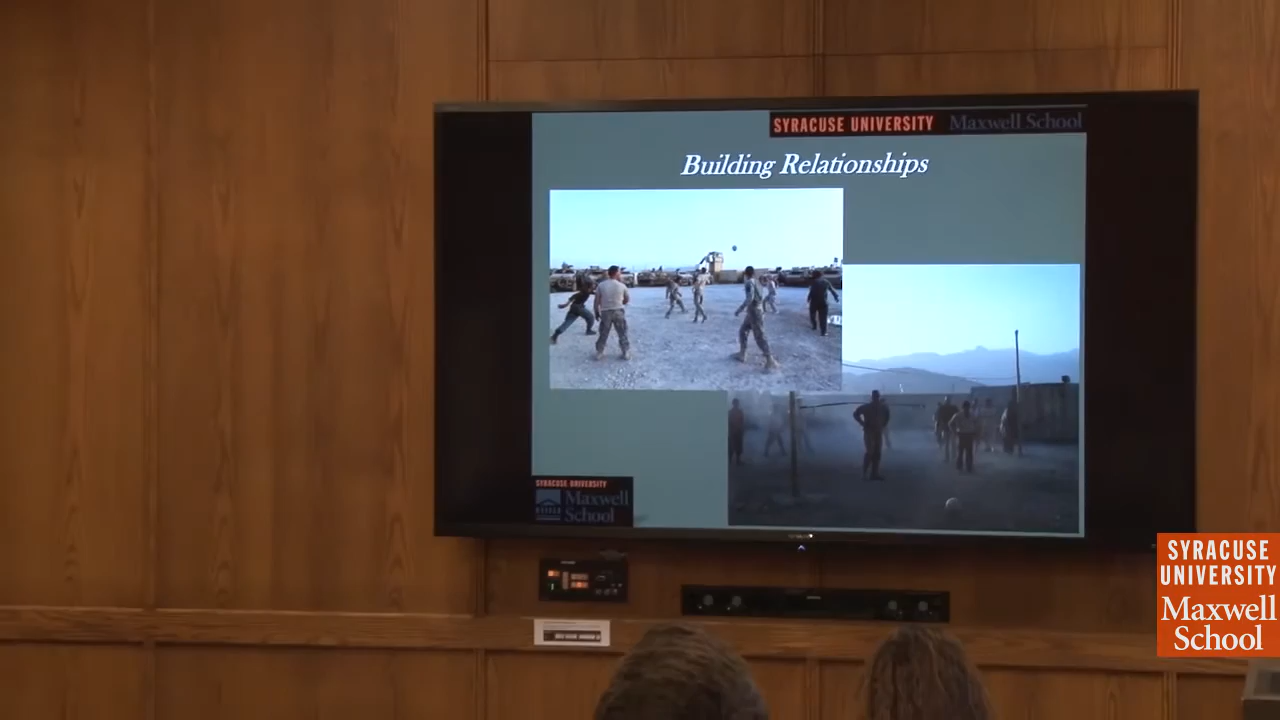 SYRACUSE UNIVERSITY Maxwell School
Building Relationships
SYRACUSE UNIVERSITY
Maxwell
School
SYRACUSE
UNIVERSITY
Maxwell
School